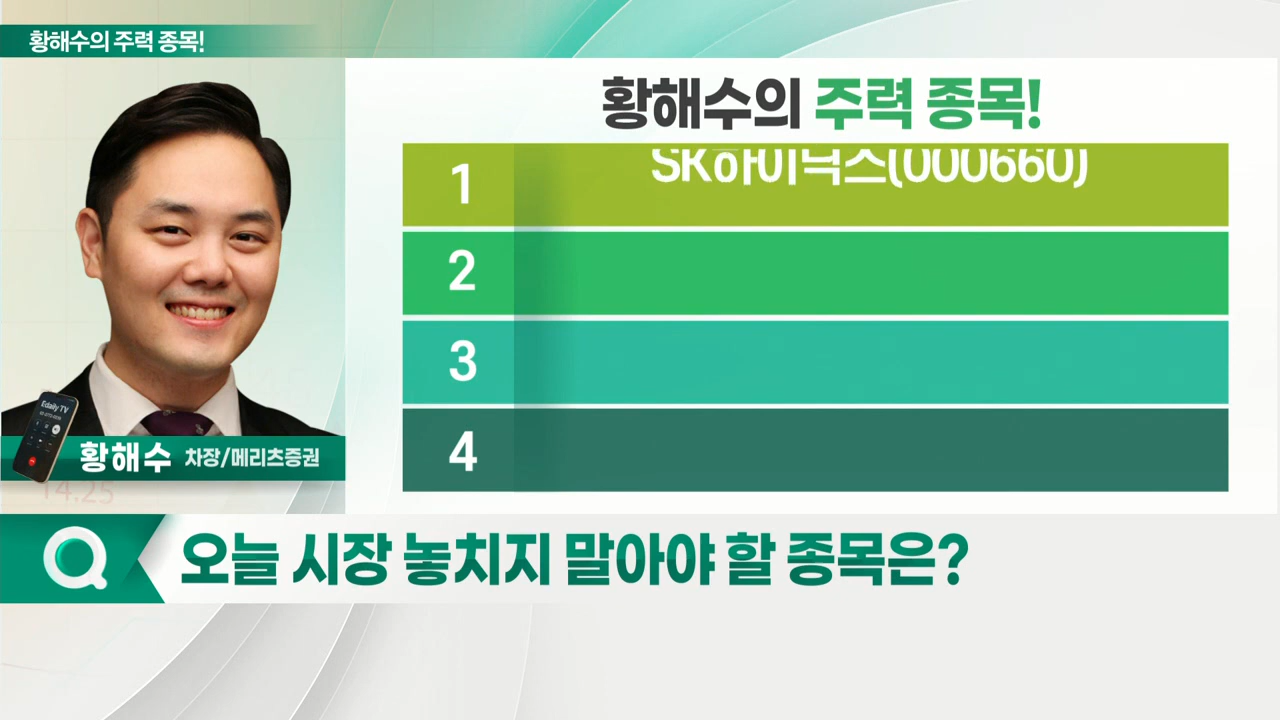 황해수의 주력 종목!
황해수의 주력 종목!
1 SK하이닉스(000660)
2
3
4
Edaily TV
황해수 차장/메리츠증권
14.25
Q 오늘 시장 놓치지 말아야 할 종목은?